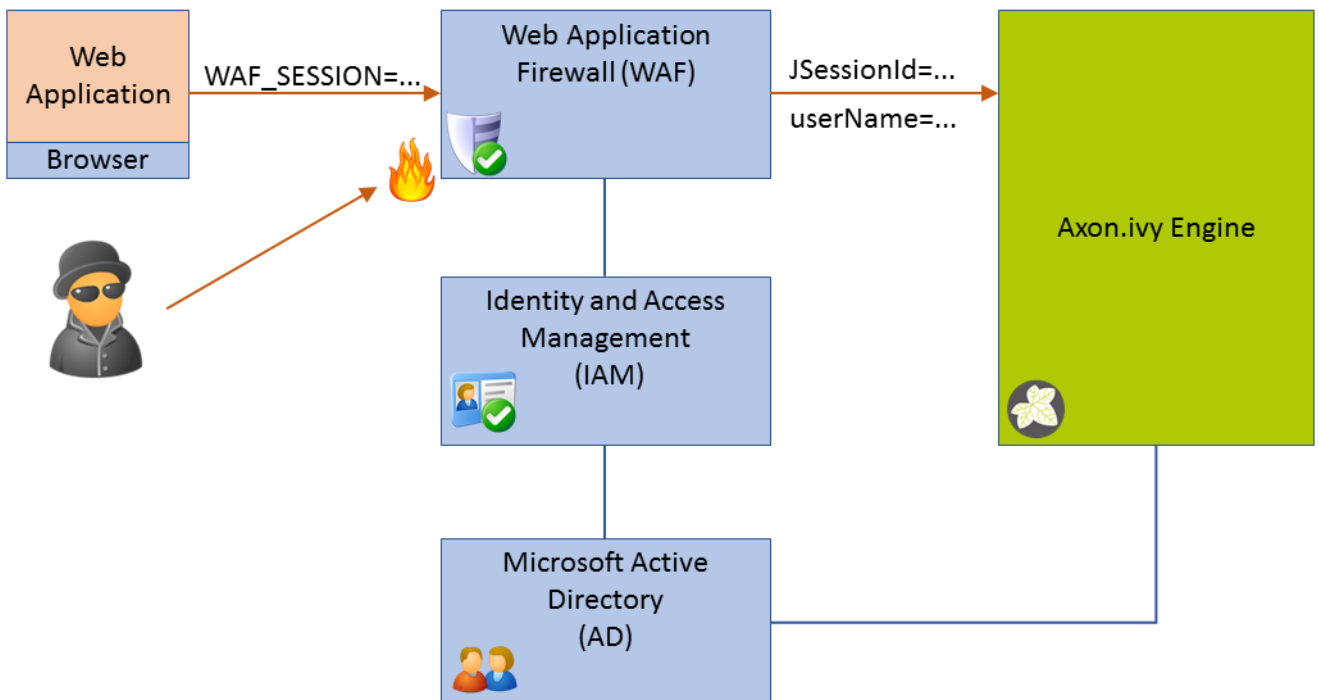 Web
Application
Browser
WAF_SESSION=...
Web Application
Firewall (WAF)
JSessionId=...
userName=...
Axon.ivy Engine
Identity and Access
Management
(IAM)
Microsoft Active
Directory
(AD)